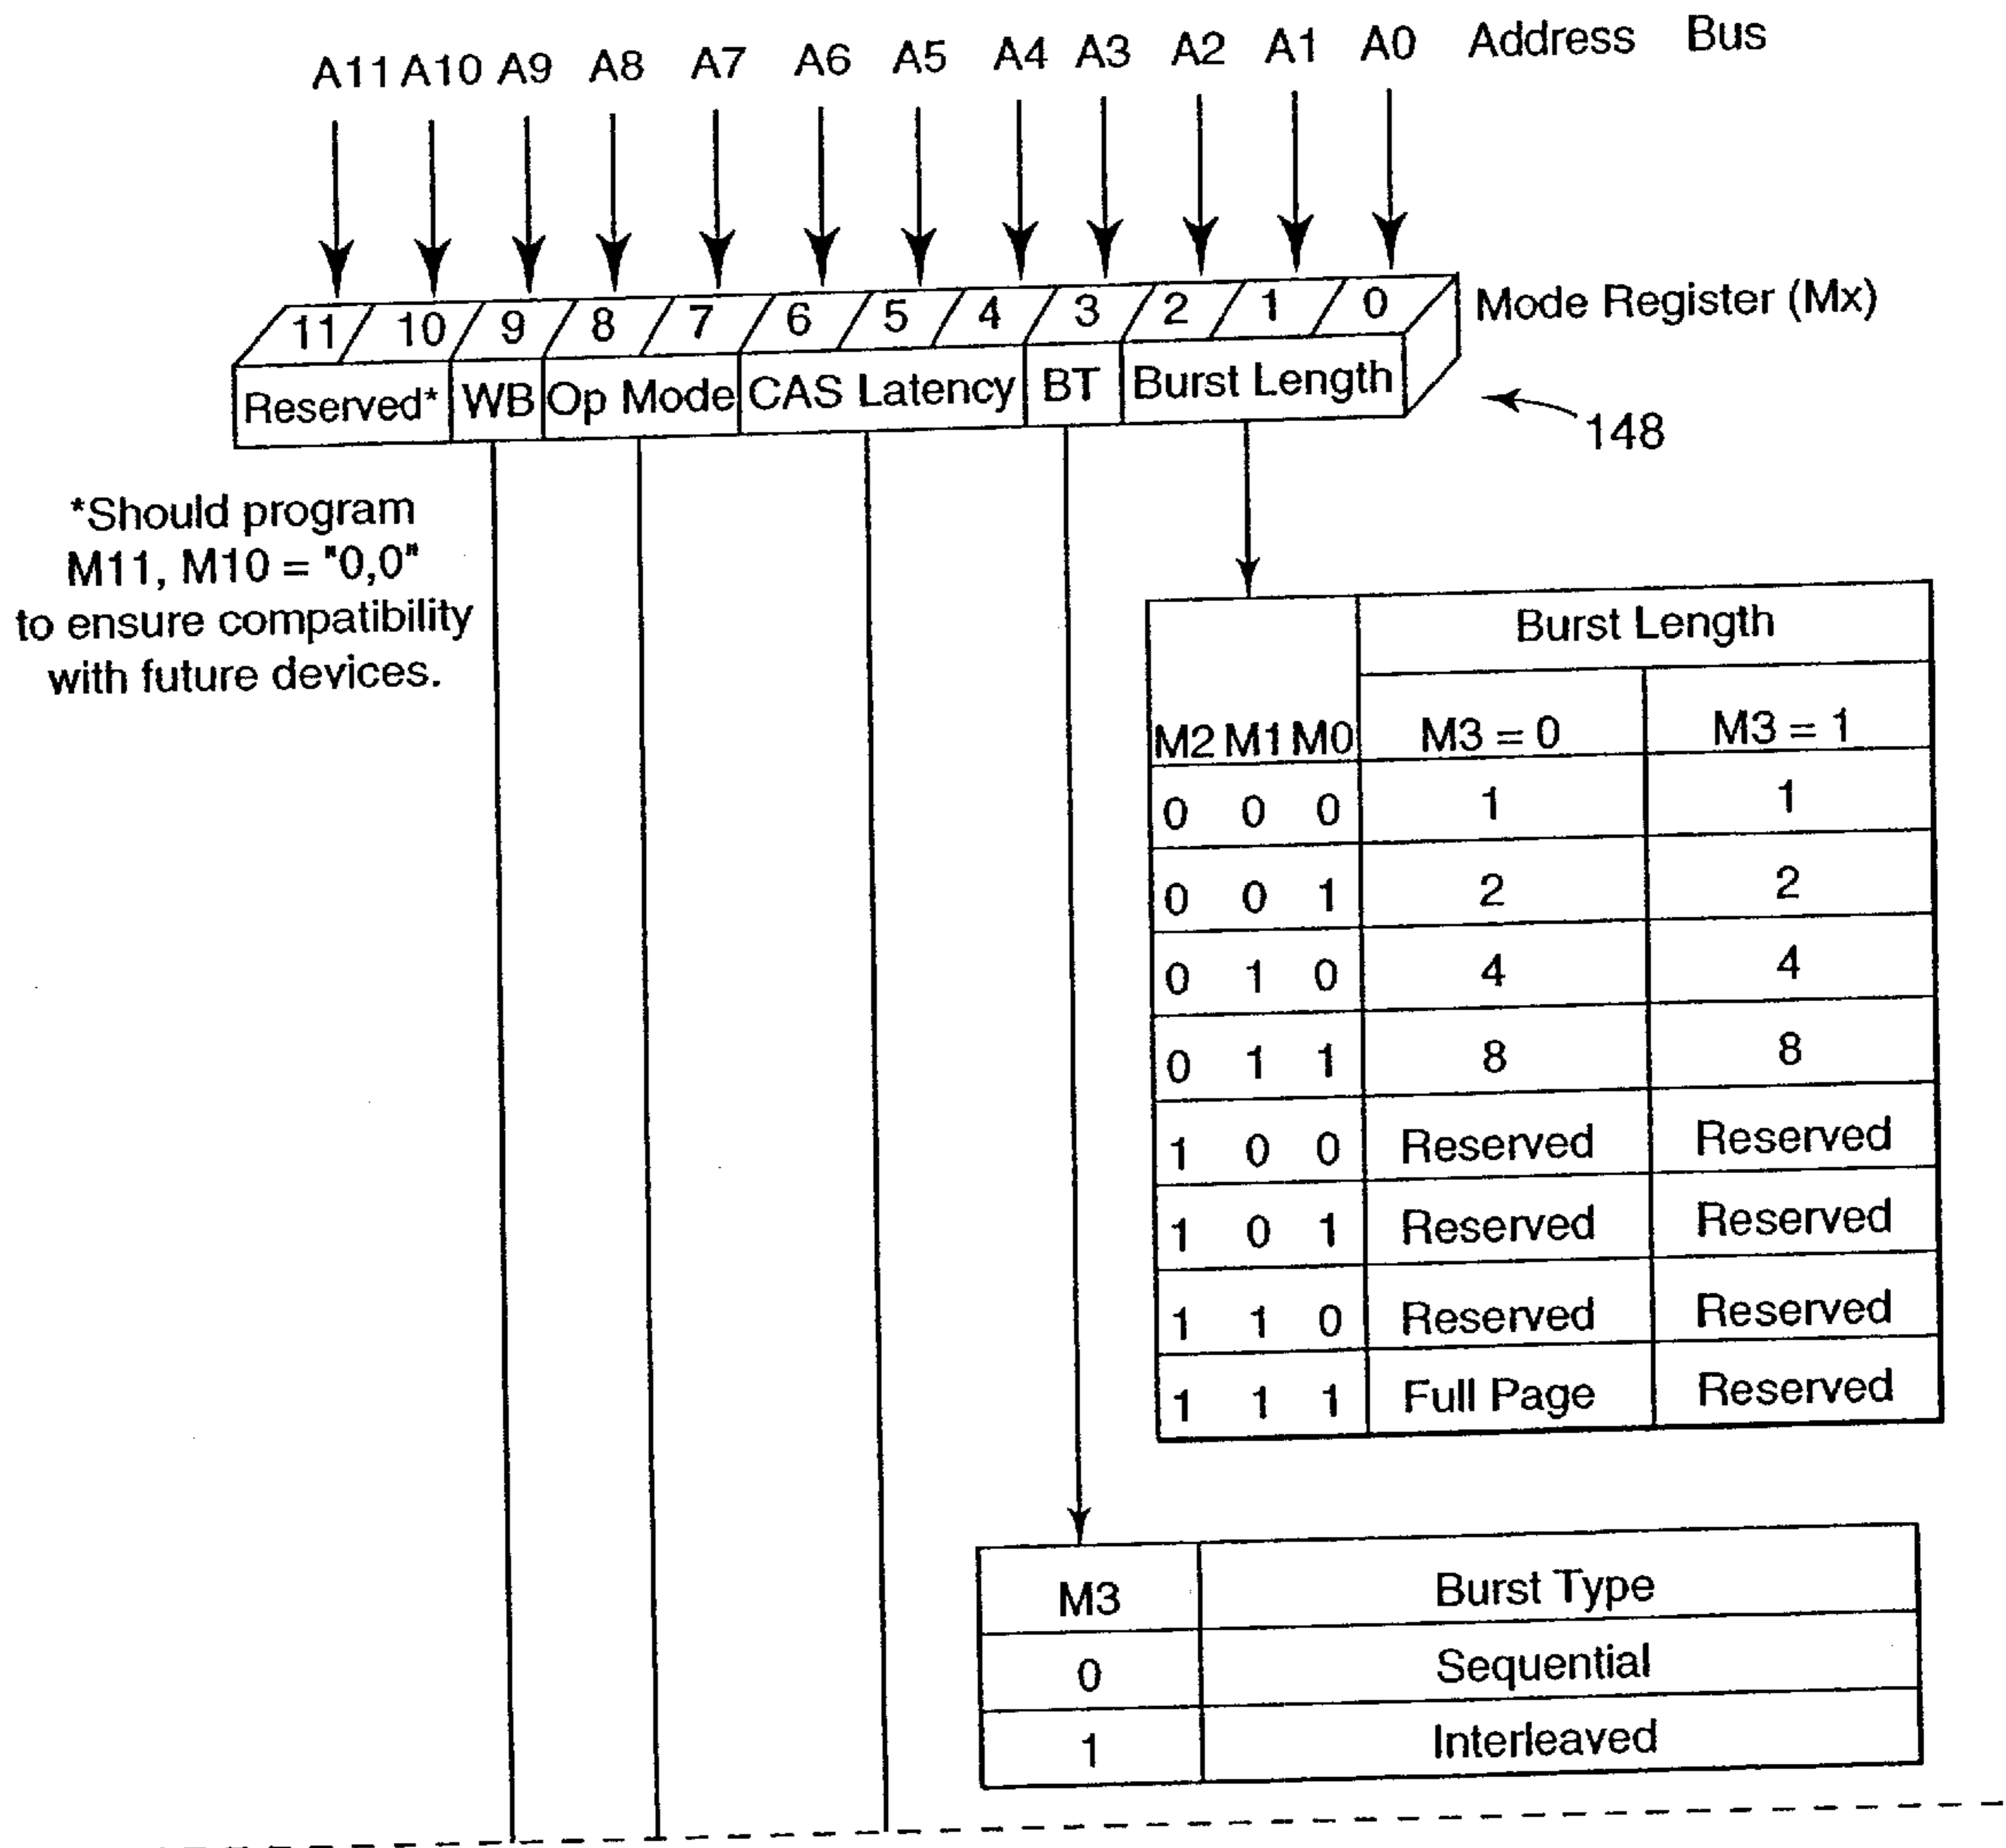 A11 A10 A9 A8 A7 A6 A5 A4 A3 A2 A1 A0 Address Bus
11 10 9 8 7 6 5 4 3 2 1 0 Mode Register (Mx)
Reserved* WB Op Mode CAS Latency BT Burst Length
148
*Should program
M11, M10 = "0,0"
to ensure compatibility
with future devices.
Burst Length
M2 M1 M0 M3 = 0 M3 = 1
0 0 0 1 1
0 0 1 2 2
0 1 0 4 4
0 1 1 8 8
1 0 0 Reserved Reserved
1 0 1 Reserved Reserved
1 1 0 Reserved Reserved
1 1 1 Full Page Reserved
M3 Burst Type
0 Sequential
1 Interleaved